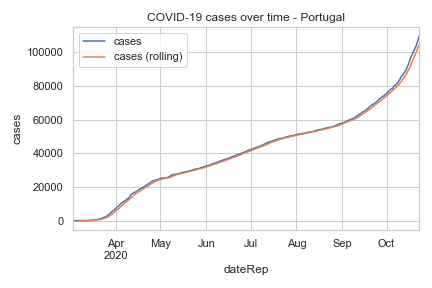 COVID-19 cases over time - Portugal
cases
cases (rolling)
100000
80000
60000
40000
20000
0
cases
Apr
2020
May
Jun
Jul
Aug
Sep
Oct
dateRep